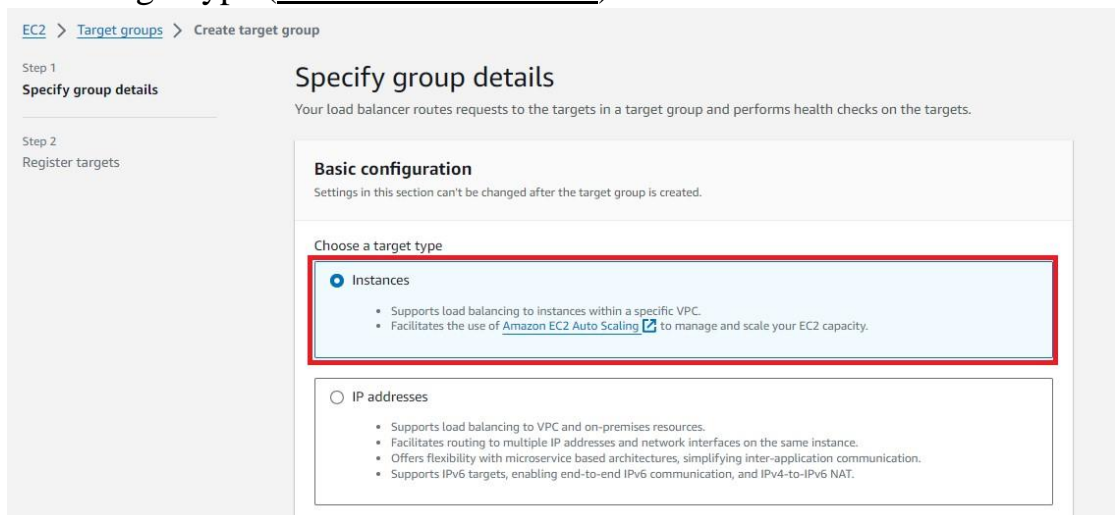 EC2 > Target groups > Create target group
Step 1
Specify group details
Step 2
Register targets
Specify group details
Your load balancer routes requests to the targets in a target group and performs health checks on the targets.
Basic configuration
Settings in this section can't be changed after the target group is created.
Choose a target type
Instances
• Supports load balancing to instances within a specific VPC.
• Facilitates the use of Amazon EC2 Auto Scaling to manage and scale your EC2 capacity.
IP addresses
• Supports load balancing to VPC and on-premises resources.
• Facilitates routing to multiple IP addresses and network interfaces on the same instance.
• Offers flexibility with microservice based architectures, simplifying inter-application communication.
• Supports IPv6 targets, enabling end-to-end IPv6 communication, and IPv4-to-IPv6 NAT.